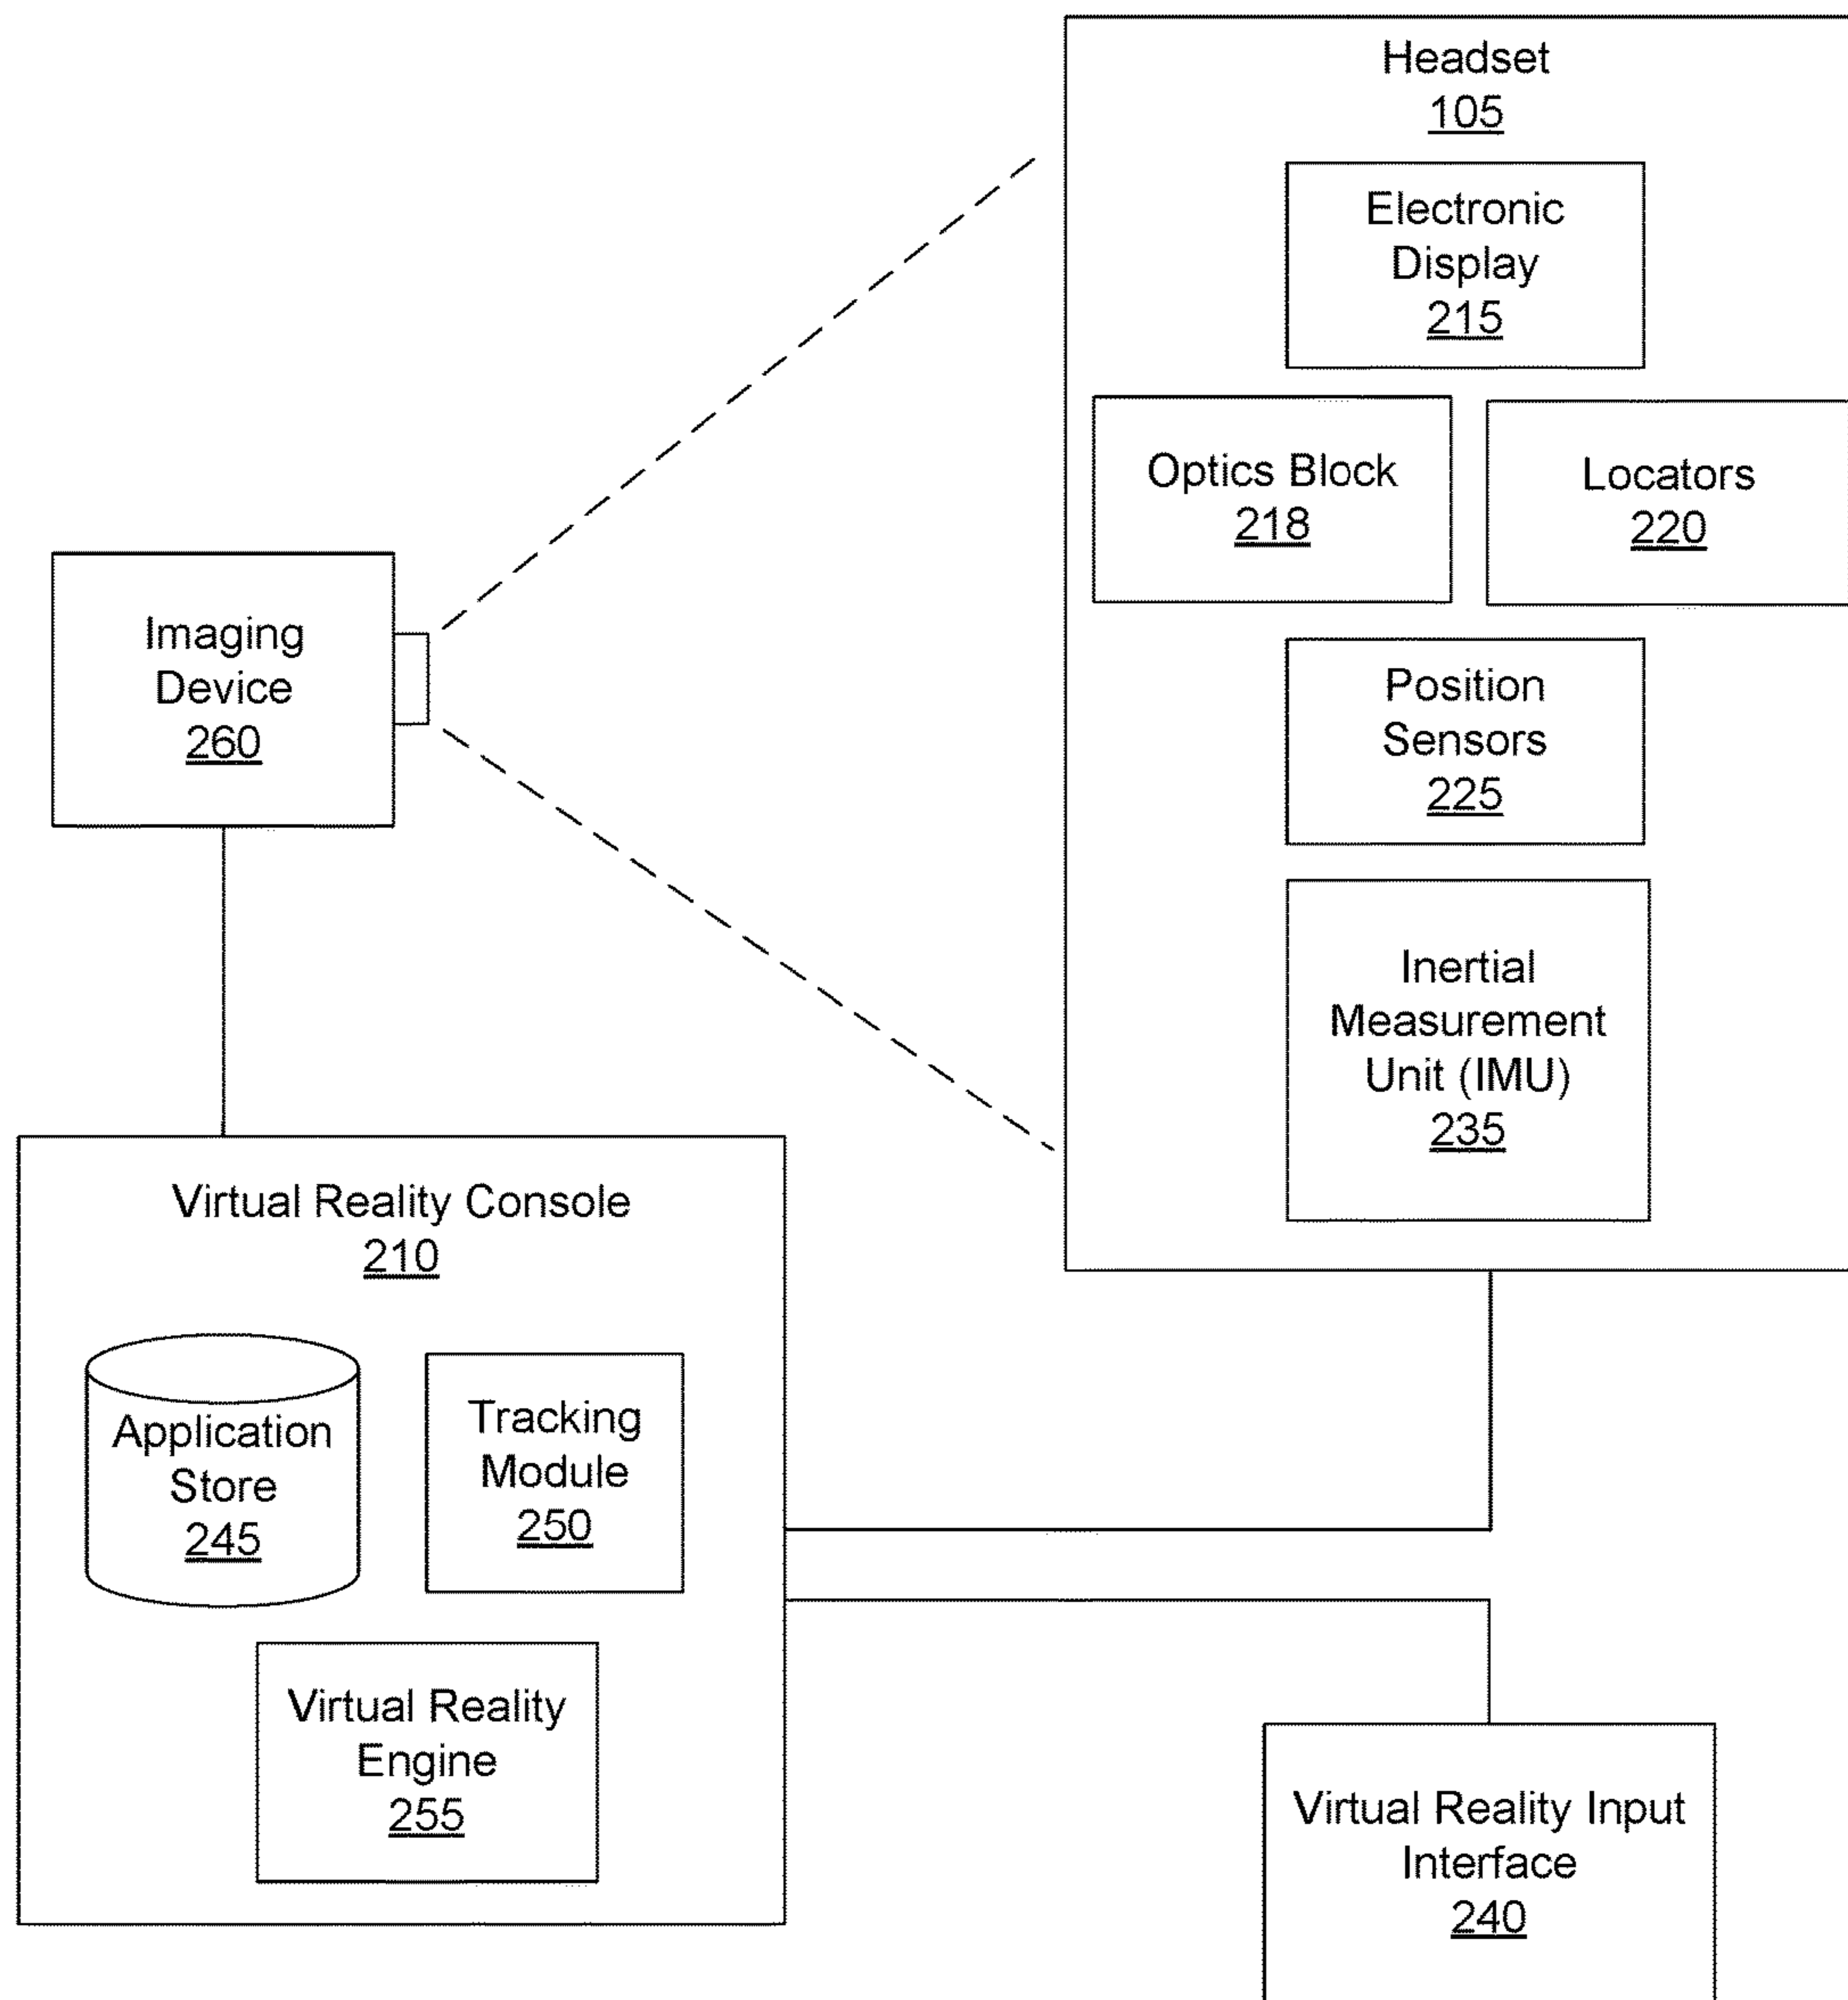 Headset
105
Electronic
Display
215
Optics Block
218
Locators
220
Position
Sensors
225
Inertial
Measurement
Unit (IMU)
235
Imaging
Device
260
Virtual Reality Console
210
Application
Store
245
Tracking
Module
250
Virtual Reality
Engine
255
Virtual Reality Input
Interface
240